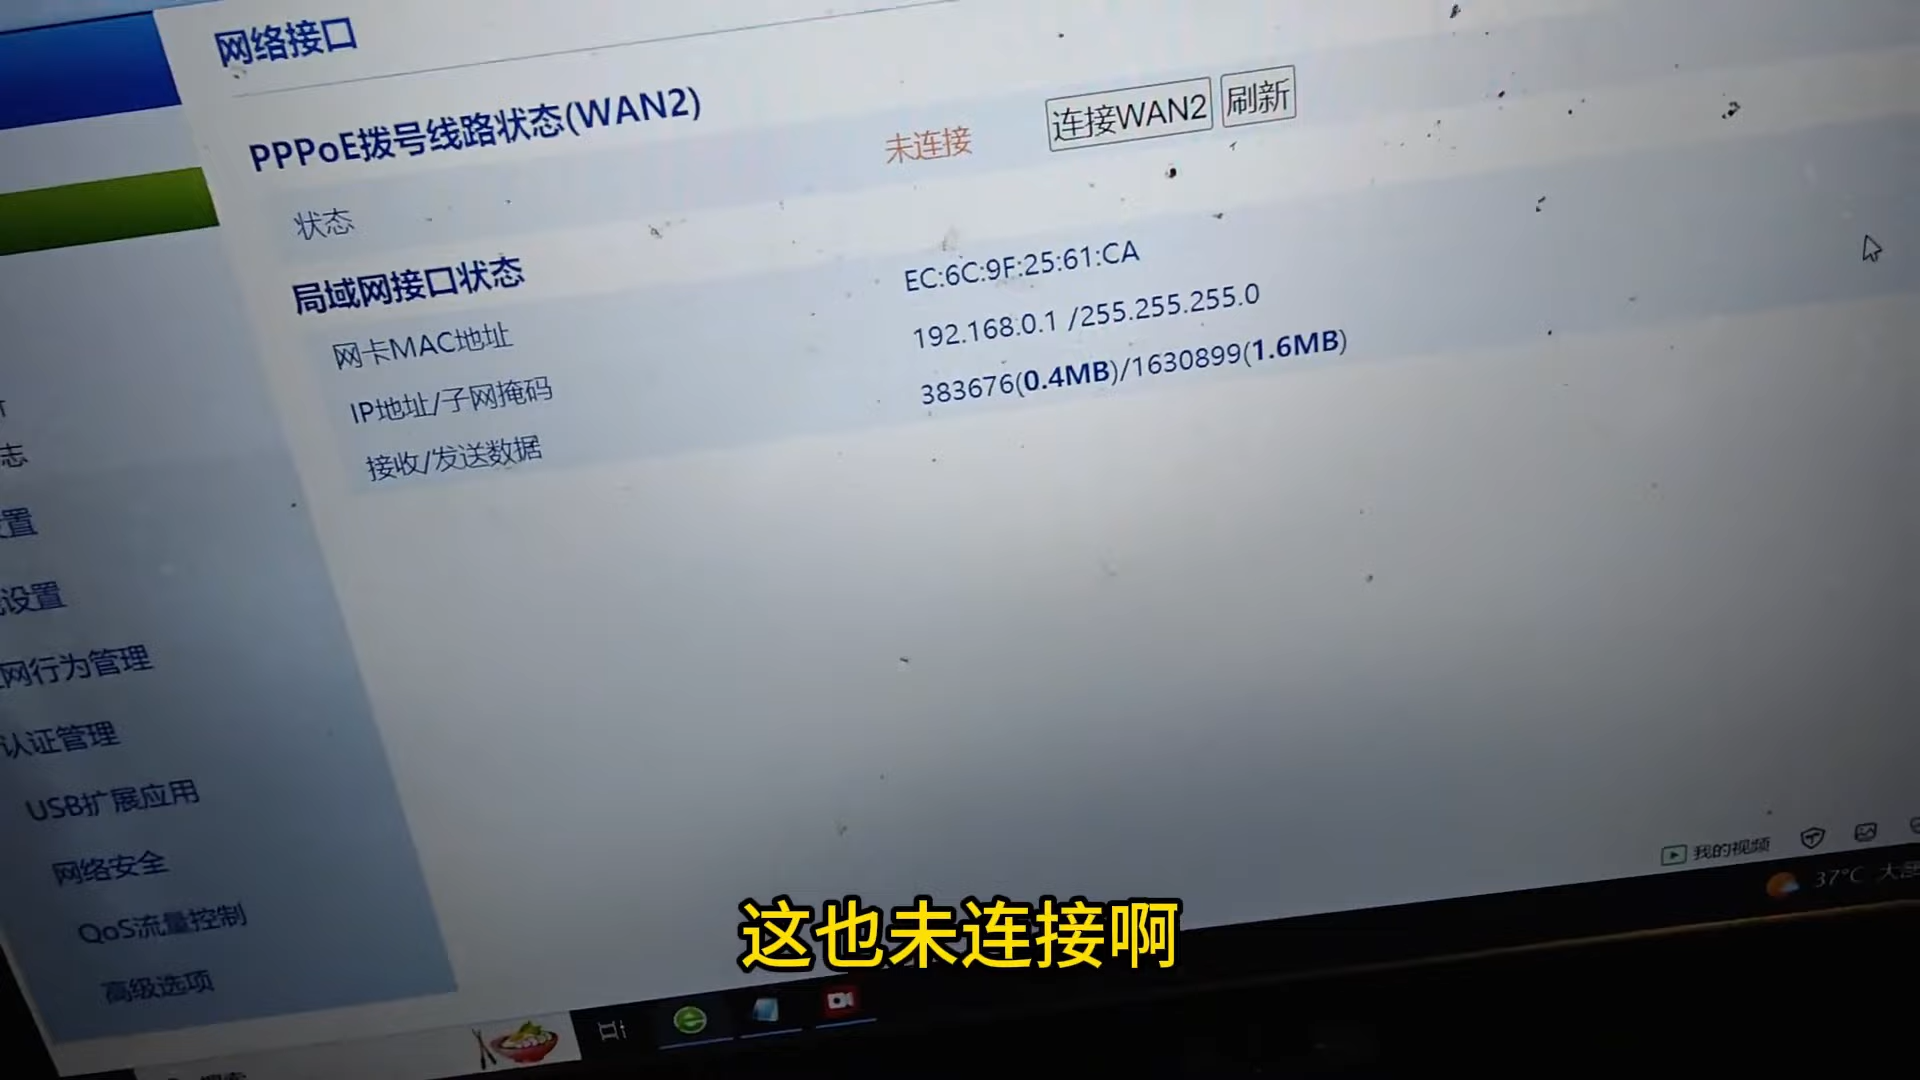 网络接口
PPPoE拨号线路状态(WAN2)
状态 未连接 连接WAN2 刷新
局域网接口状态
网卡MAC地址 EC:6C:9F:25:61:CA
IP地址/子网掩码 192.168.0.1 /255.255.255.0
接收/发送数据 383676(0.4MB)/1630899(1.6MB)
志
置
设置
网行为管理
认证管理
USB扩展应用
网络安全
QoS流量控制
高级选项
我的视频
37°C 大部
这也未连接啊